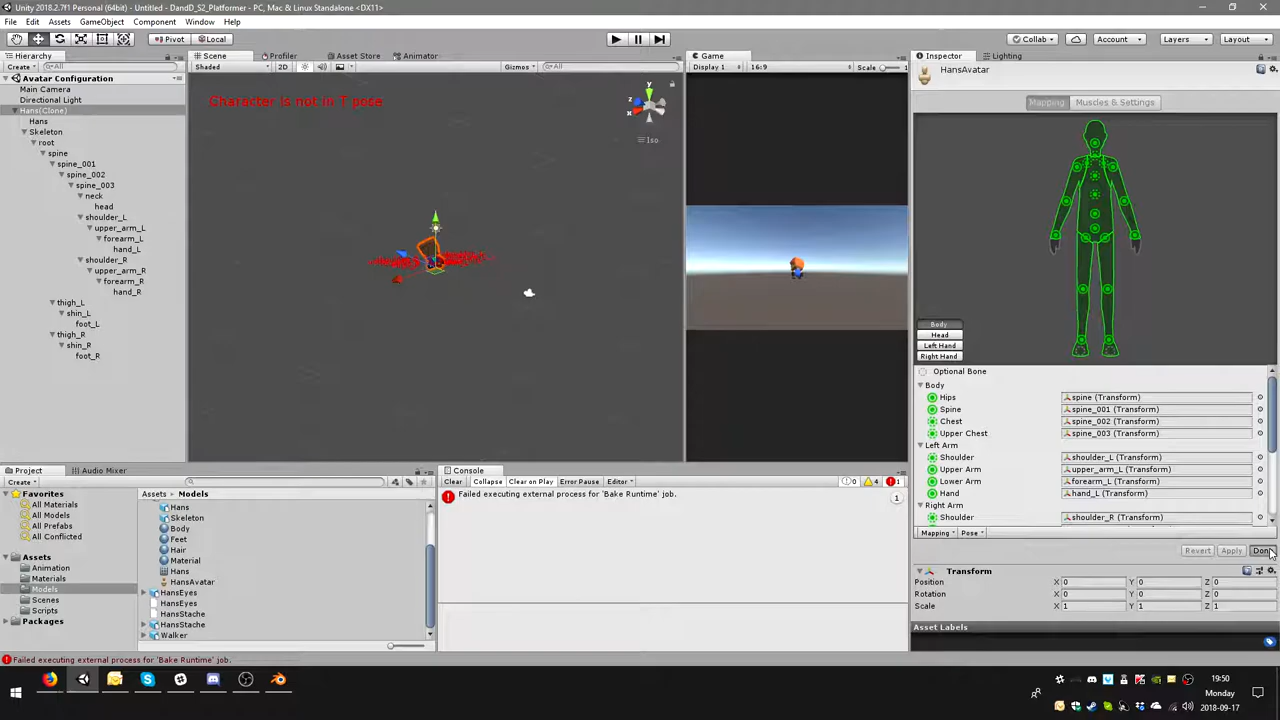 Unity 2018.2.7f1 Personal (64bit) - Untitled - DandD_S2_Platformer - PC, Mac & Linux Standalone <DX11>
File Edit Assets GameObject Component Window Help
Pivot Local Collab Account Layers Layout
Hierarchy
Create All
Avatar Configuration
Main Camera
Directional Light
Hans(Clone)
Hans
Skeleton
root
spine
spine_001
spine_002
spine_003
neck
head
shoulder_L
upper_arm_L
forearm_L
hand_L
shoulder_R
upper_arm_R
forearm_R
hand_R
thigh_L
shin_L
foot_L
thigh_R
shin_R
foot_R
Scene Profiler Asset Store Animator
Shaded 2D Gizmos All
Character is not in T pose
y
z
x
Iso
Game
Display 1 16:9 Scale
Inspector Lighting
HansAvatar
Mapping Muscles & Settings
Body
Head
Left Hand
Right Hand
Optional Bone
Body
Hips spine (Transform)
Spine spine_001 (Transform)
Chest spine_002 (Transform)
Upper Chest spine_003 (Transform)
Left Arm
Shoulder shoulder_L (Transform)
Upper Arm upper_arm_L (Transform)
Lower Arm forearm_L (Transform)
Hand hand_L (Transform)
Right Arm
Shoulder shoulder_R (Transform)
Mapping Pose
Revert Apply Done
Transform
Position X 0 Y 0 Z 0
Rotation X 0 Y 0 Z 0
Scale X 1 Y 1 Z 1
Asset Labels
Project Audio Mixer
Create
Favorites
All Materials
All Models
All Prefabs
All Conflicted
Assets
Animation
Materials
Models
Scenes
Scripts
Packages
Assets Models
Hans
Skeleton
Body
Feet
Hair
Material
Hans
HansAvatar
HansEyes
HansEyes
HansStache
HansStache
Walker
Console
Clear Collapse Clear on Play Error Pause Editor 0 4 1
Failed executing external process for 'Bake Runtime' job. 1
Failed executing external process for 'Bake Runtime' job.
19:50
Monday
2018-09-17